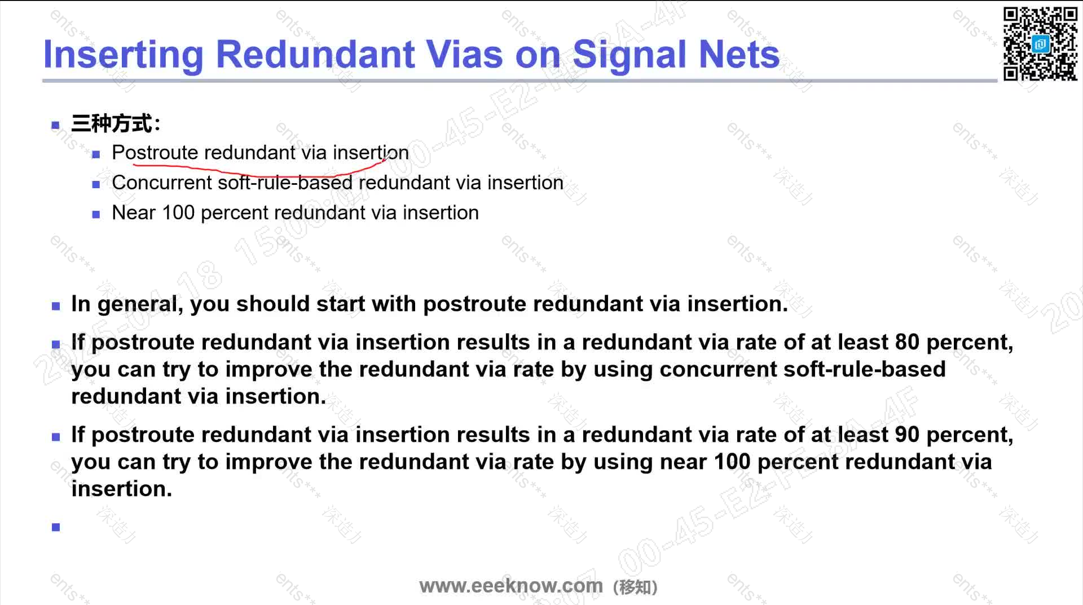 Inserting Redundant Vias on Signal Nets
三种方式：
Postroute redundant via insertion
Concurrent soft-rule-based redundant via insertion
Near 100 percent redundant via insertion
In general, you should start with postroute redundant via insertion.
If postroute redundant via insertion results in a redundant via rate of at least 80 percent,
you can try to improve the redundant via rate by using concurrent soft-rule-based
redundant via insertion.
If postroute redundant via insertion results in a redundant via rate of at least 90 percent,
you can try to improve the redundant via rate by using near 100 percent redundant via
insertion.
www.eeeknow.com（移知）